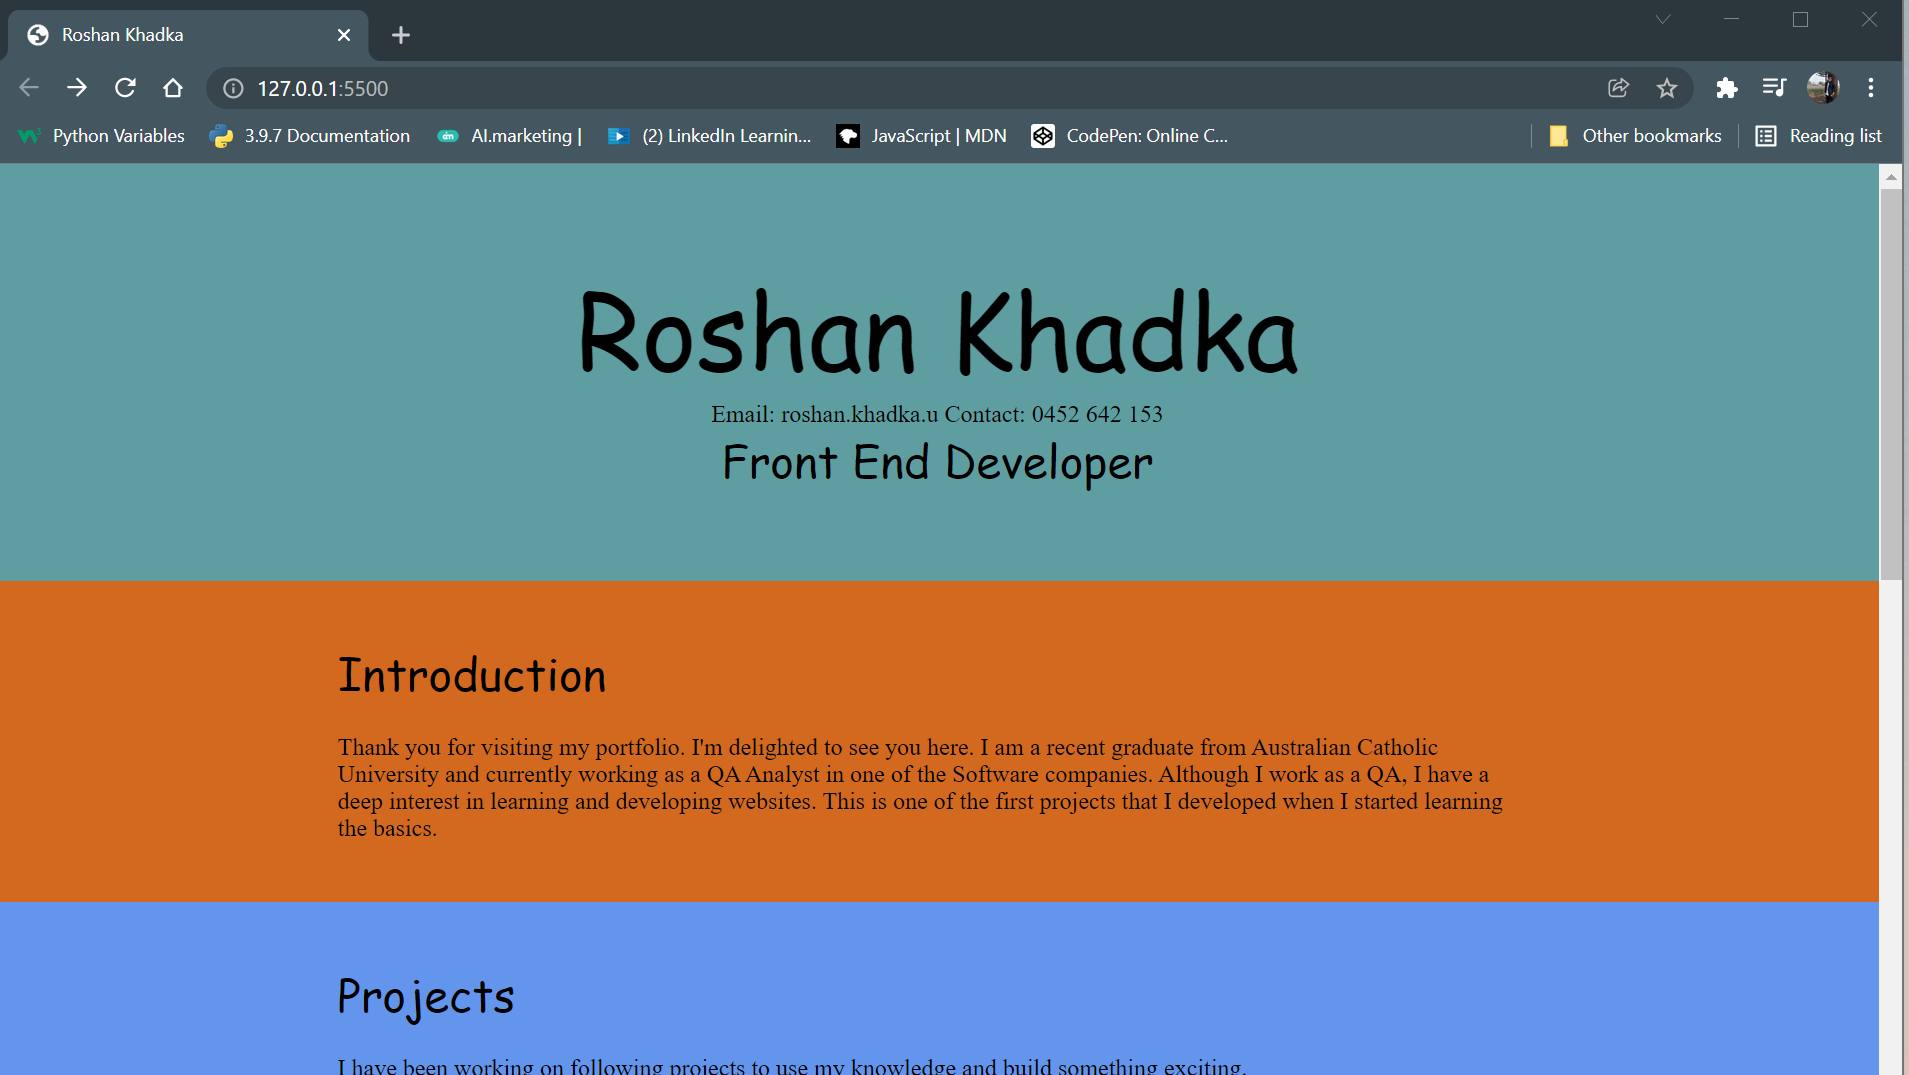 Roshan Khadka
127.0.0.1:5500
Python Variables 3.9.7 Documentation AI.marketing | (2) LinkedIn Learnin... JavaScript | MDN CodePen: Online C... Other bookmarks Reading list
Roshan Khadka
Email: roshan.khadka.u Contact: 0452 642 153
Front End Developer
Introduction
Thank you for visiting my portfolio. I'm delighted to see you here. I am a recent graduate from Australian Catholic
University and currently working as a QA Analyst in one of the Software companies. Although I work as a QA, I have a
deep interest in learning and developing websites. This is one of the first projects that I developed when I started learning
the basics.
Projects
I have been working on following projects to use my knowledge and build something exciting.